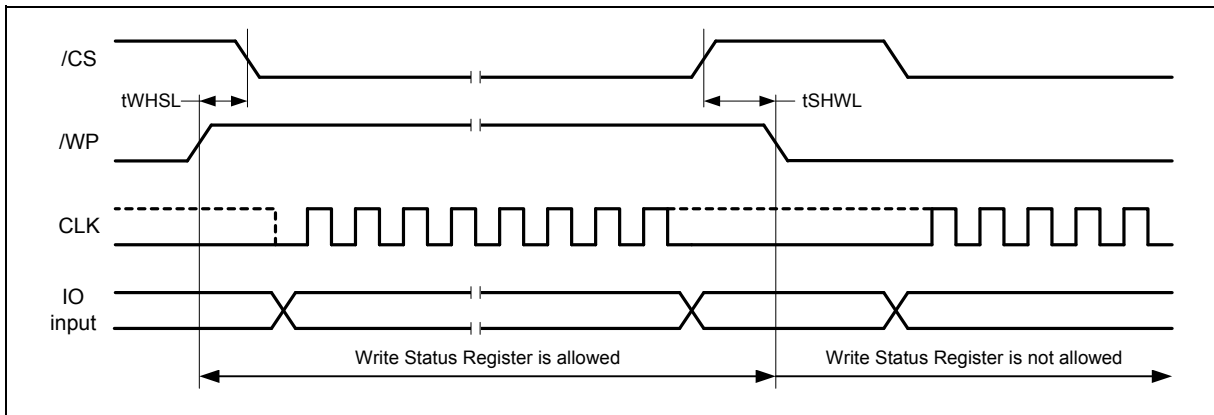 /CS
tWHSL
tSHWL
/WP
CLK
IO
input
Write Status Register is allowed
Write Status Register is not allowed